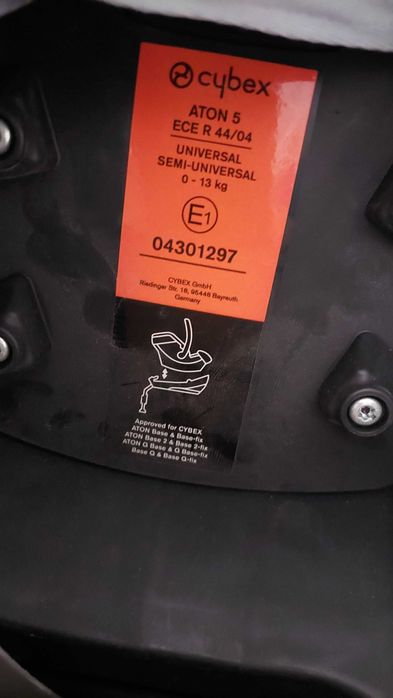 cybex
ATON 5
ECE R 44/04
UNIVERSAL
SEMI-UNIVERSAL
0 - 13 kg
E1
04301297
CYBEX GmbH
Riedinger Str. 18, 95448 Bayreuth
Germany
Approved for CYBEX
ATON Base & Base-fix
ATON Base 2 & Base 2-fix
ATON Q Base & Q Base-fix
Base Q & Base Q-fix